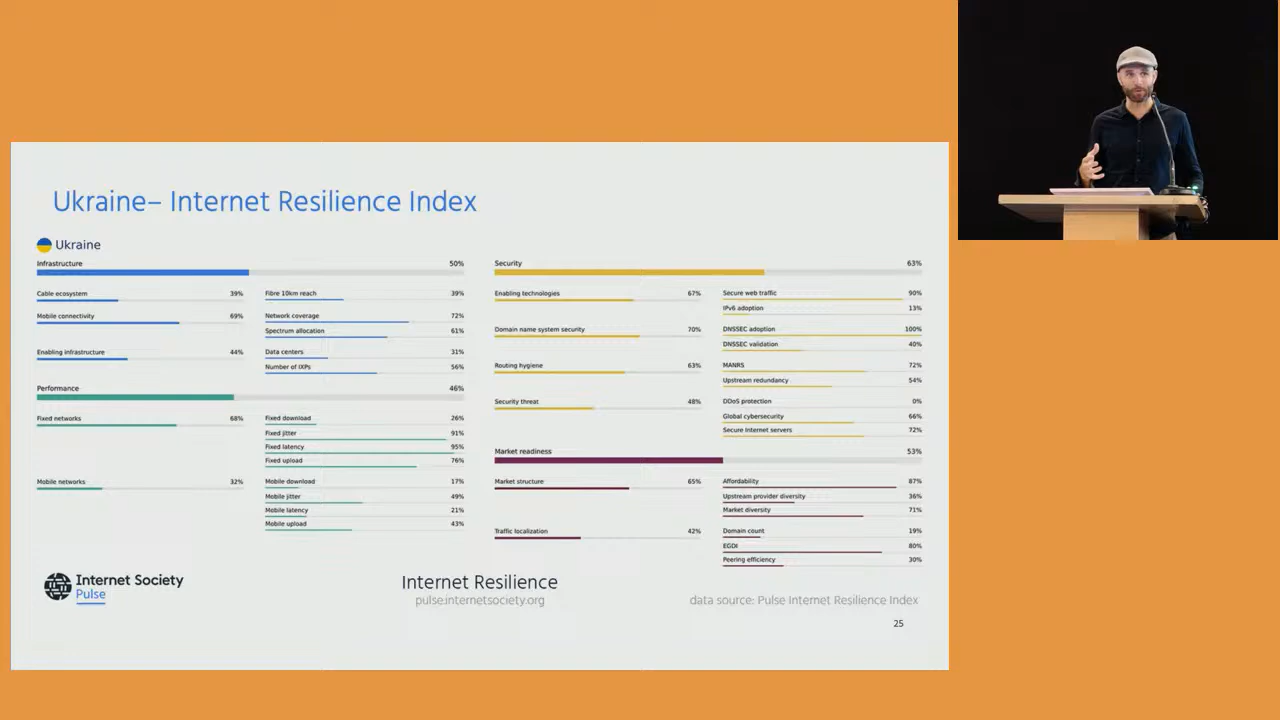 Ukraine– Internet Resilience Index
Ukraine
Infrastructure 50%
Cable ecosystem 39%
Fibre 10km reach 39%
Mobile connectivity 69%
Network coverage 72%
Spectrum allocation 61%
Enabling infrastructure 44%
Data centers 31%
Number of IXPs 56%
Performance 46%
Fixed networks 68%
Fixed download 26%
Fixed jitter 91%
Fixed latency 95%
Fixed upload 76%
Mobile networks 32%
Mobile download 17%
Mobile jitter 49%
Mobile latency 21%
Mobile upload 43%
Security 63%
Enabling technologies 67%
Secure web traffic 90%
IPv6 adoption 13%
Domain name system security 70%
DNSSEC adoption 100%
DNSSEC validation 40%
Routing hygiene 63%
MANRS 72%
Upstream redundancy 54%
Security threat 48%
DDoS protection 0%
Global cybersecurity 66%
Secure Internet servers 72%
Market readiness 53%
Market structure 65%
Affordability 87%
Upstream provider diversity 36%
Market diversity 71%
Traffic localization 42%
Domain count 19%
EGDI 80%
Peering efficiency 30%
Internet Society
Pulse
Internet Resilience
pulse.internetsociety.org
data source: Pulse Internet Resilience Index
25